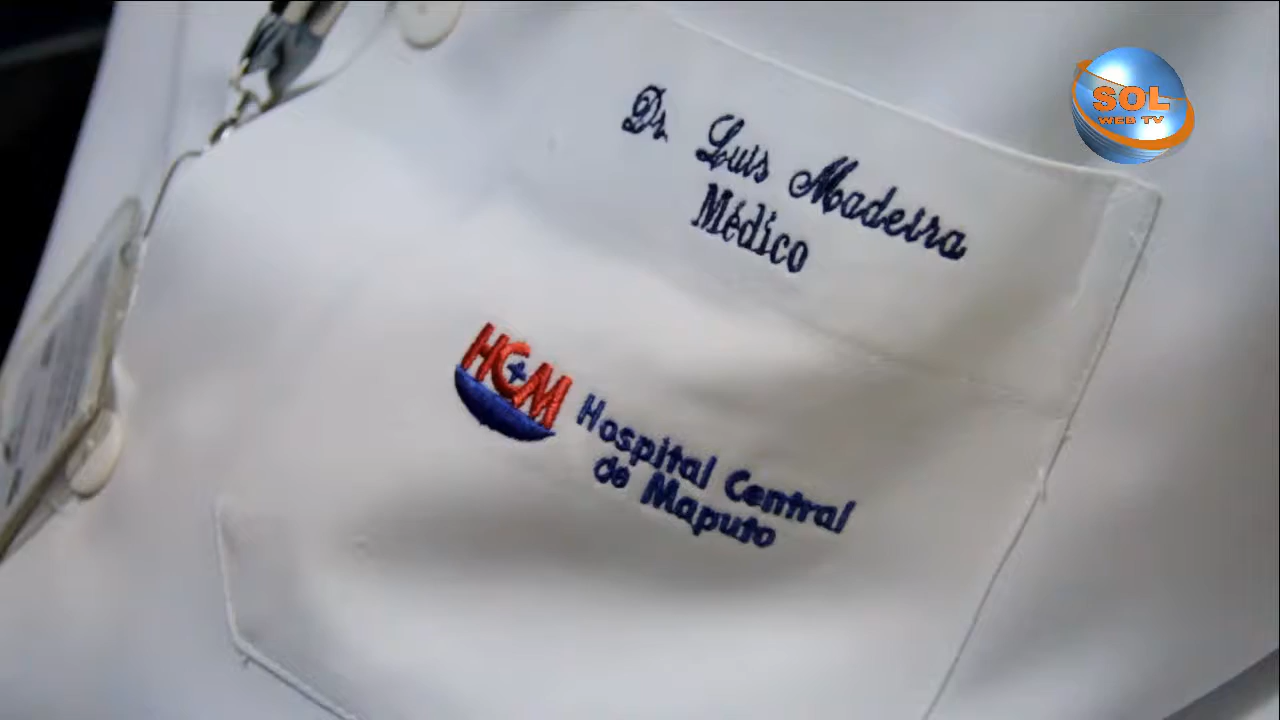 SOL
WEB TV
Dr. Luis Madeira
Médico
HCM
Hospital Central
de Maputo